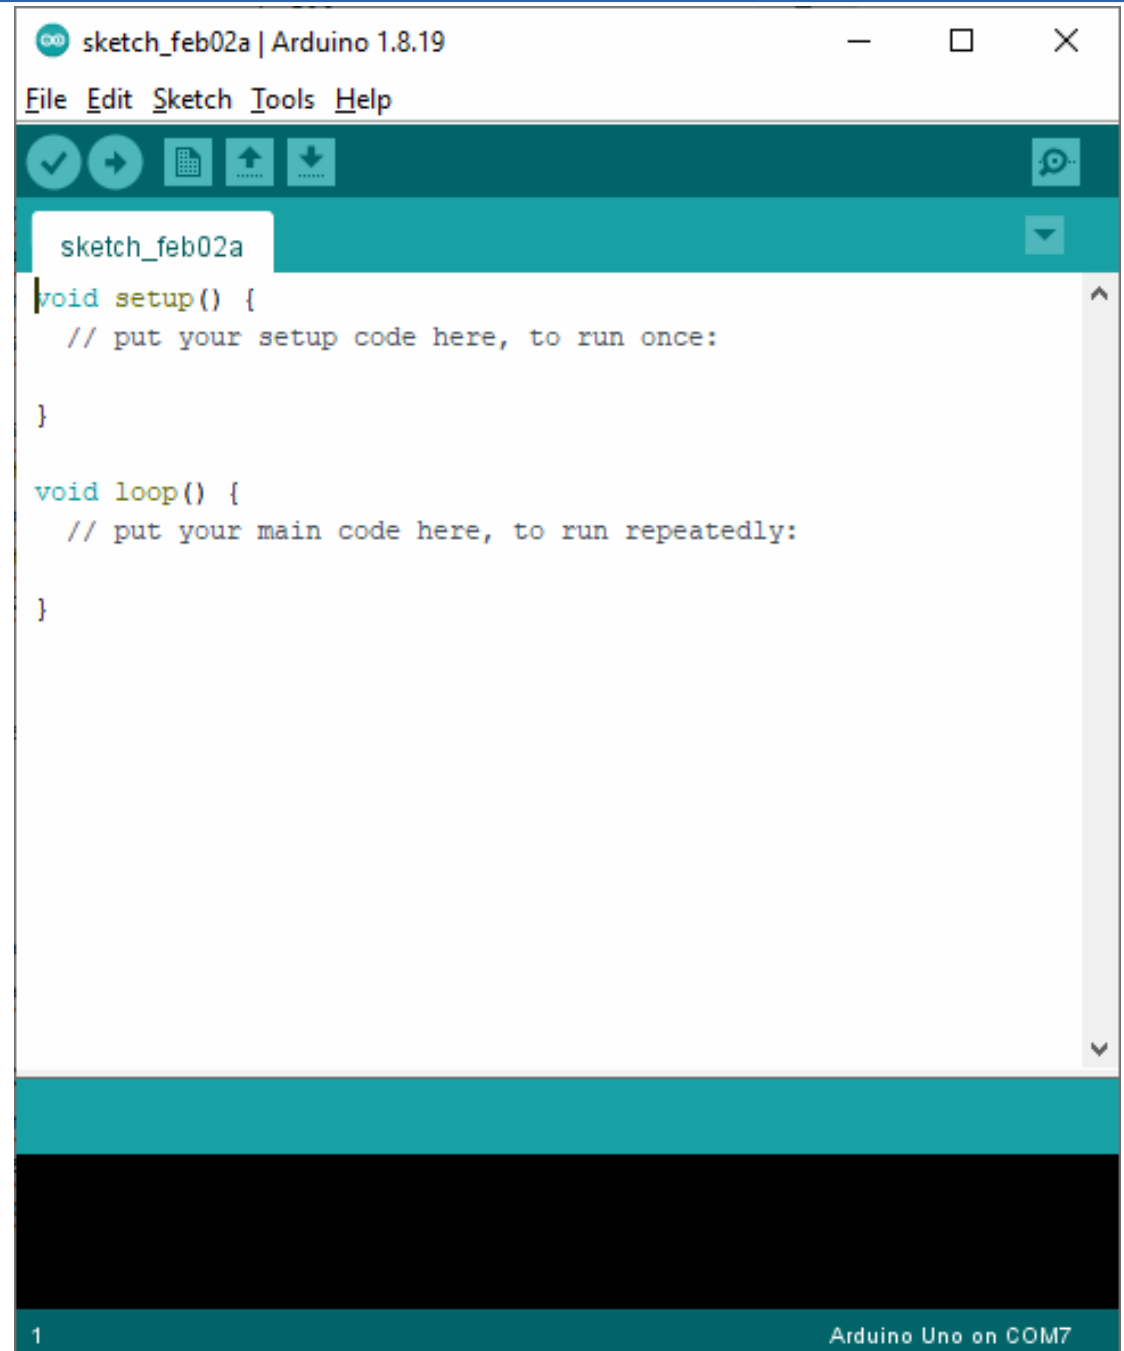 sketch_feb02a | Arduino 1.8.19
File Edit Sketch Tools Help
sketch_feb02a
void setup() {
  // put your setup code here, to run once:
}
void loop() {
  // put your main code here, to run repeatedly:
}
1 Arduino Uno on COM7